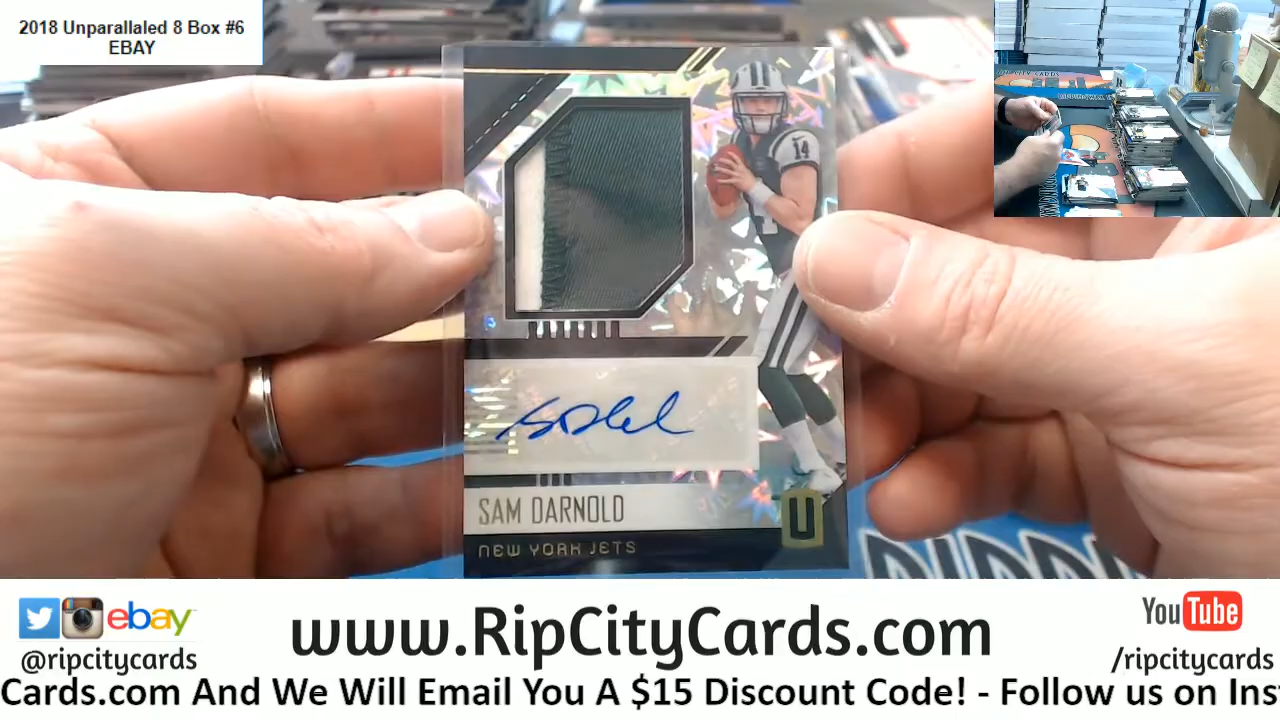 2018 Unparallaled 8 Box #6
EBAY
14
SAM DARNOLD
U
NEW YORK JETS
ebay
www.RipCityCards.com
YouTube
@ripcitycards
/ripcitycards
Cards.com And We Will Email You A $15 Discount Code! - Follow us on Ins